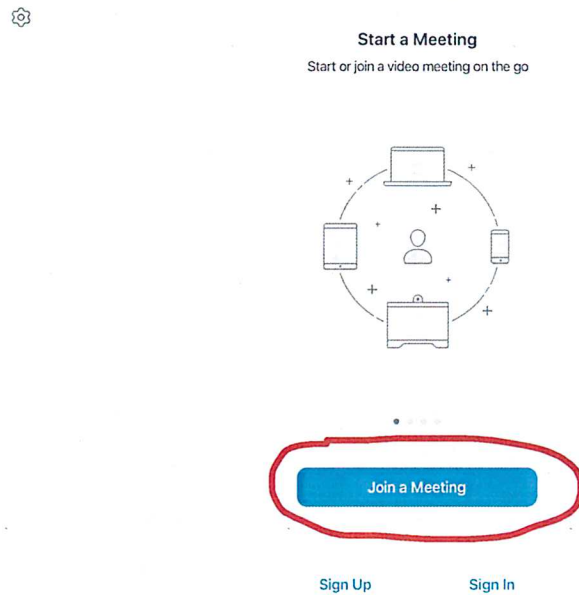 Start a Meeting
Start or join a video meeting on the go
Join a Meeting
Sign Up
Sign In